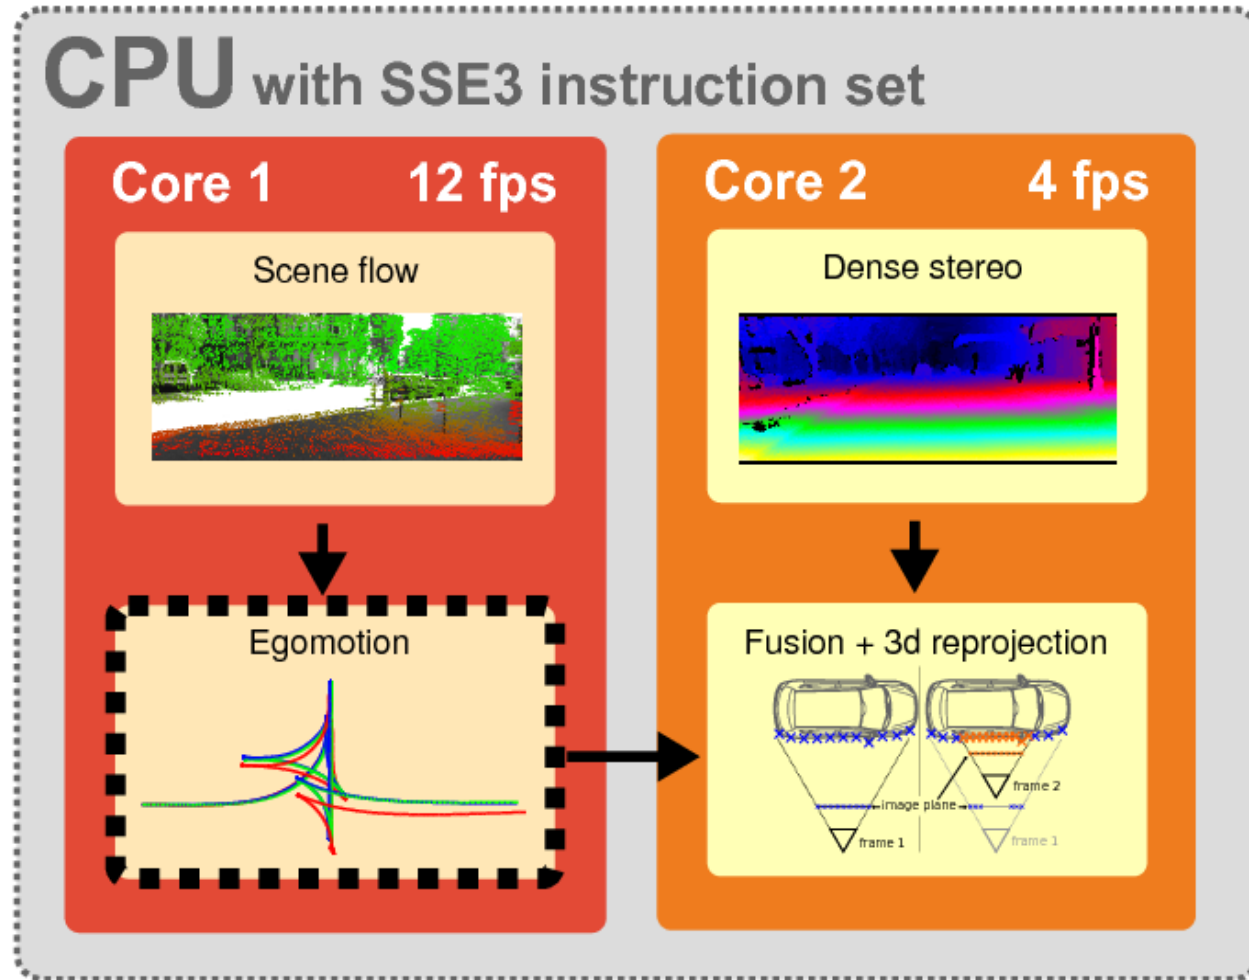 CPU with SSE3 instruction set
Core 1 12 fps
Scene flow
Egomotion
Core 2 4 fps
Dense stereo
Fusion + 3d reprojection
frame 2
image plane
frame 1
frame 1